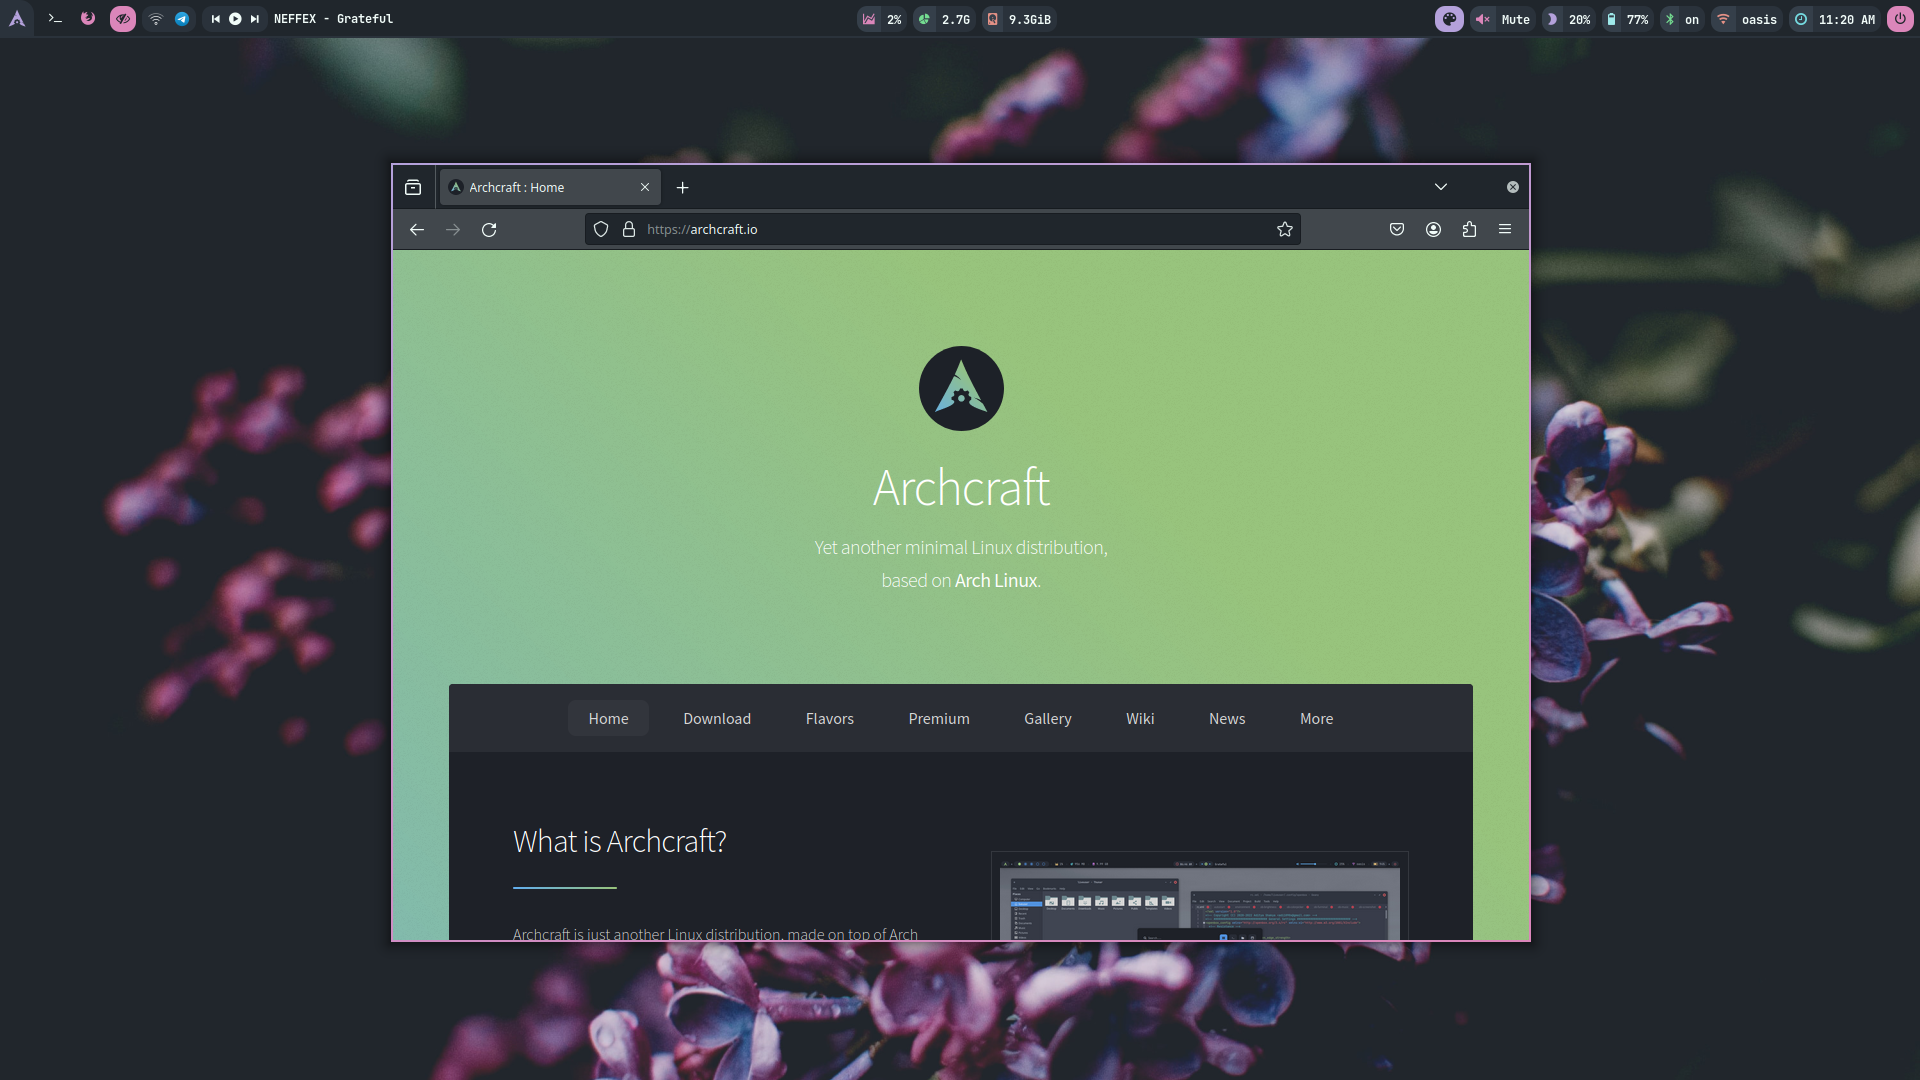 NEFFEX - Grateful
2%
2.7G
9.3GiB
Mute
20%
77%
on
oasis
11:20 AM
Archcraft : Home
https://archcraft.io
Archcraft
Yet another minimal Linux distribution,
based on Arch Linux.
Home
Download
Flavors
Premium
Gallery
Wiki
News
More
What is Archcraft?
Archcraft is just another Linux distribution, made on top of Arch